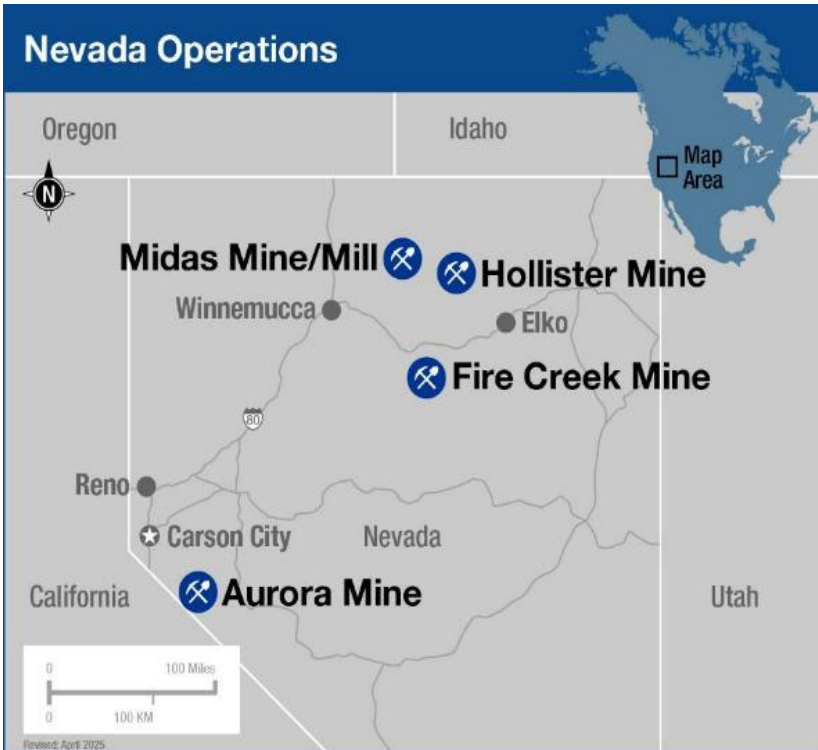 Nevada Operations
Oregon
Idaho
Map
Area
N
Midas Mine/Mill
Hollister Mine
Winnemucca
Elko
Fire Creek Mine
80
Reno
Carson City
Nevada
California
Aurora Mine
Utah
0
100 Miles
0
100 KM
Revised: April 2025